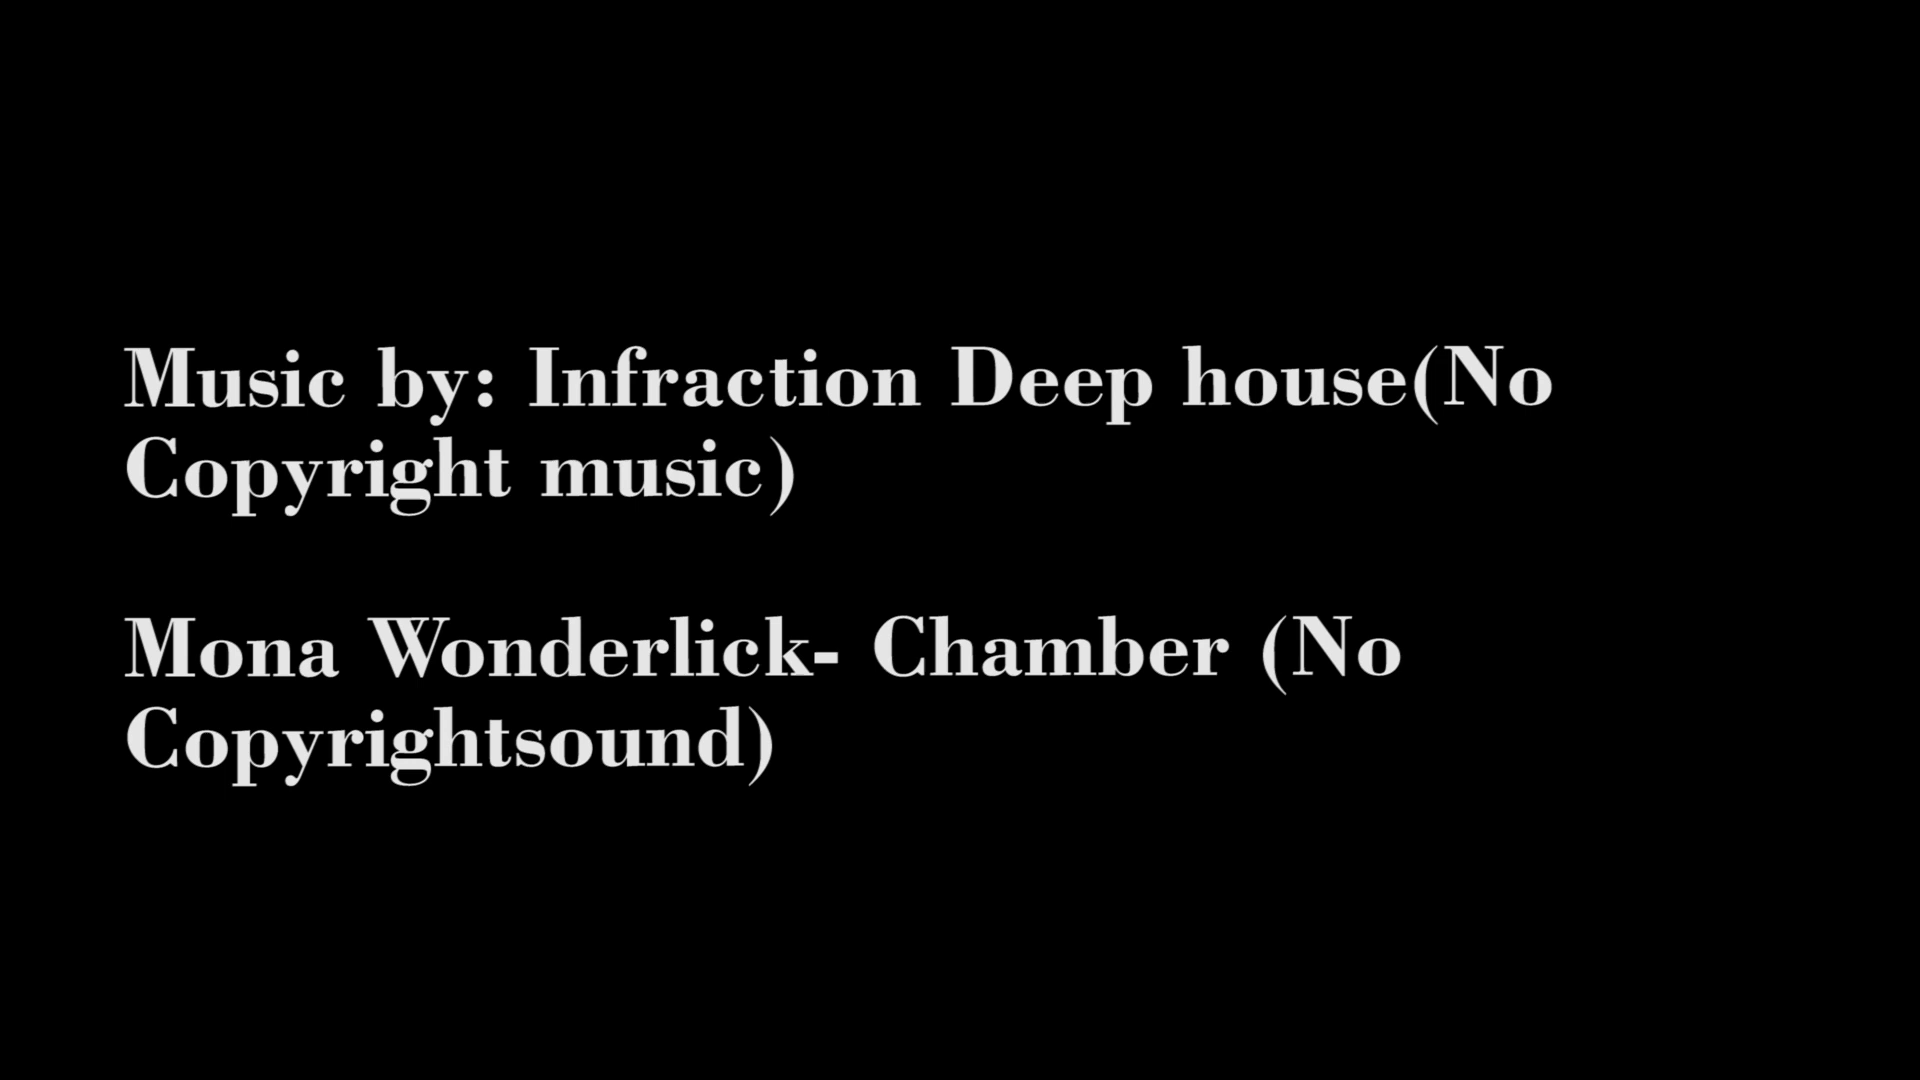 Music by: Infraction Deep house(No
Copyright music)
Mona Wonderlick- Chamber (No
Copyrightsound)